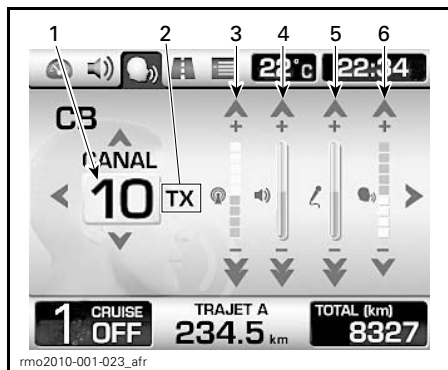 1 2 3 4 5 6
22°C 22:34
CB
CANAL
10 TX
+ + + +
- - - -
1 CRUISE OFF
TRAJET A
234.5 km
TOTAL (km)
8327
rmo2010-001-023_afr